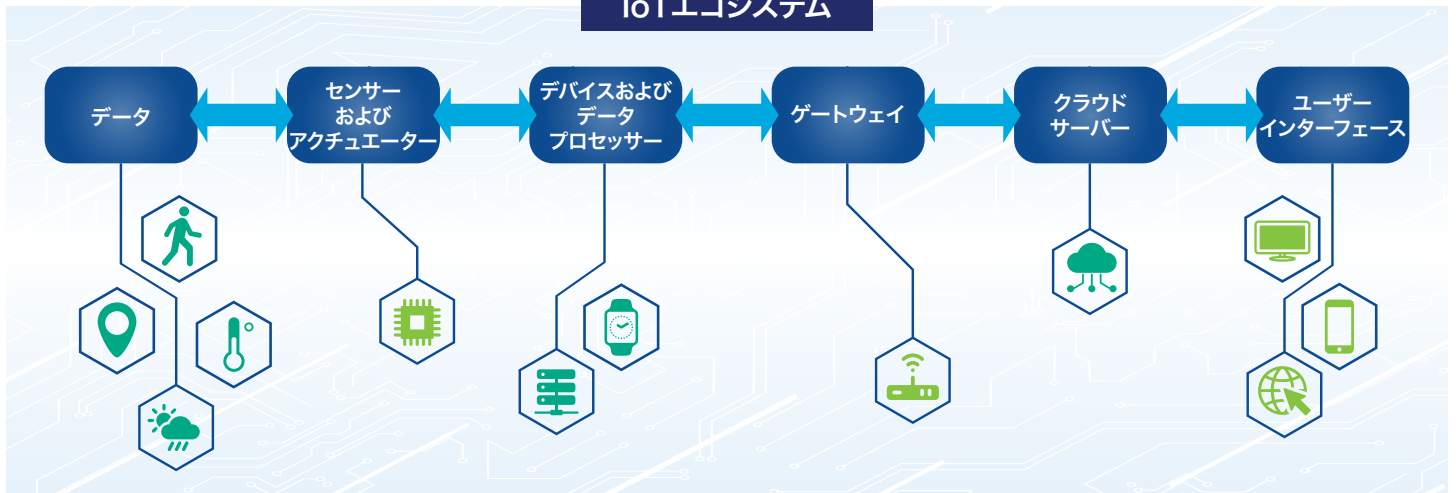 IoTエコシステム
データ
センサー
および
アクチュエーター
デバイスおよび
データ
プロセッサー
ゲートウェイ
クラウド
サーバー
ユーザー
インターフェース